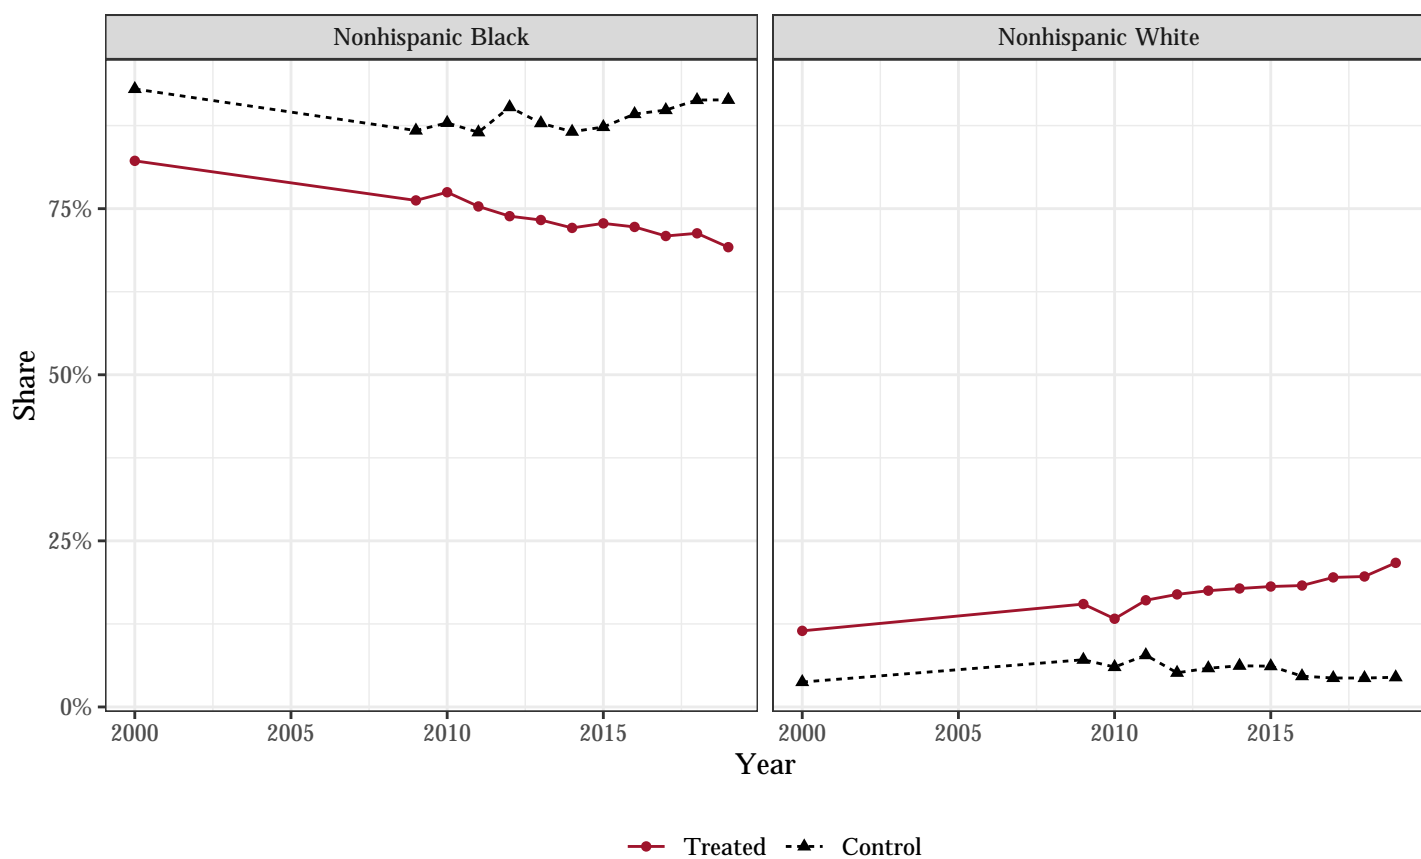 Nonhispanic Black
Nonhispanic White
Share
75%
50%
25%
0%
2000 2005 2010 2015
2000 2005 2010 2015
Year
Treated Control